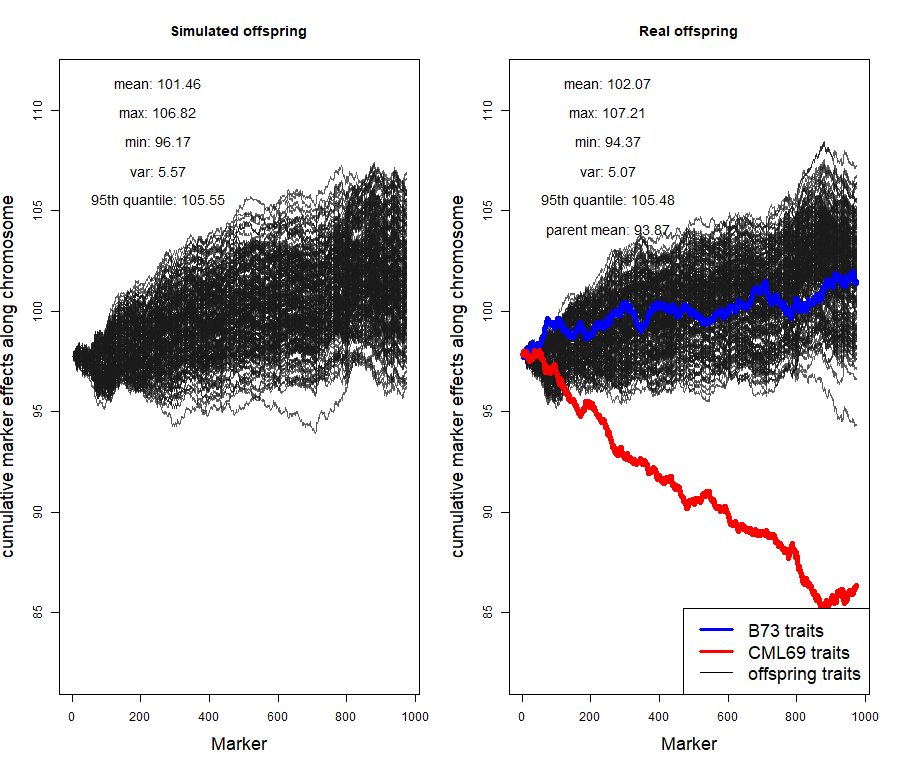 Simulated offspring
mean: 101.46
max: 106.82
min: 96.17
var: 5.57
95th quantile: 105.55
cumulative marker effects along chromosome
110
105
100
95
90
85
0 200 400 600 800 1000
Marker
Real offspring
mean: 102.07
max: 107.21
min: 94.37
var: 5.07
95th quantile: 105.48
parent mean: 93.87
cumulative marker effects along chromosome
110
105
100
95
90
85
B73 traits
CML69 traits
offspring traits
0 200 400 600 800 1000
Marker